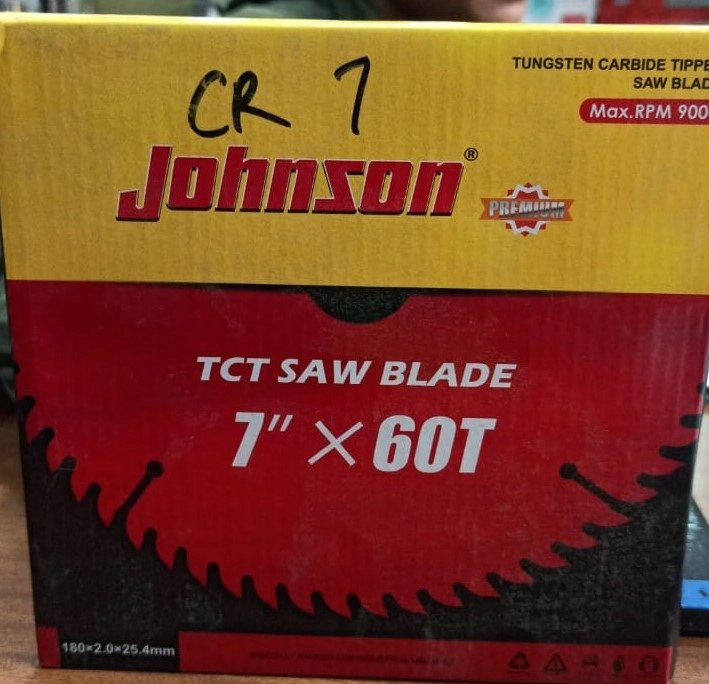 CR 7
TUNGSTEN CARBIDE TIPPE
SAW BLAD
Max.RPM 900
Johnson®
PREMIUM
TCT SAW BLADE
7" × 60T
180×2.0×25.4mm